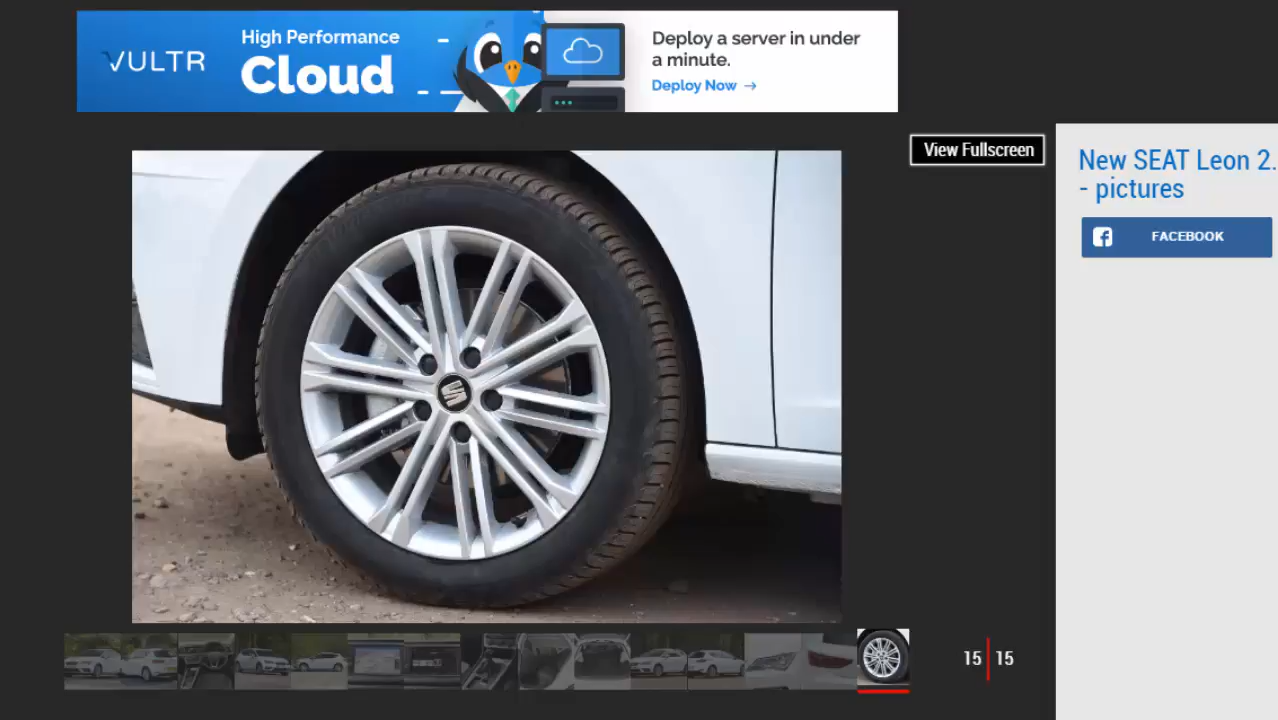 VULTR
High Performance
Cloud
Deploy a server in under
a minute.
Deploy Now →
View Fullscreen
New SEAT Leon 2.
- pictures
FACEBOOK
15 15